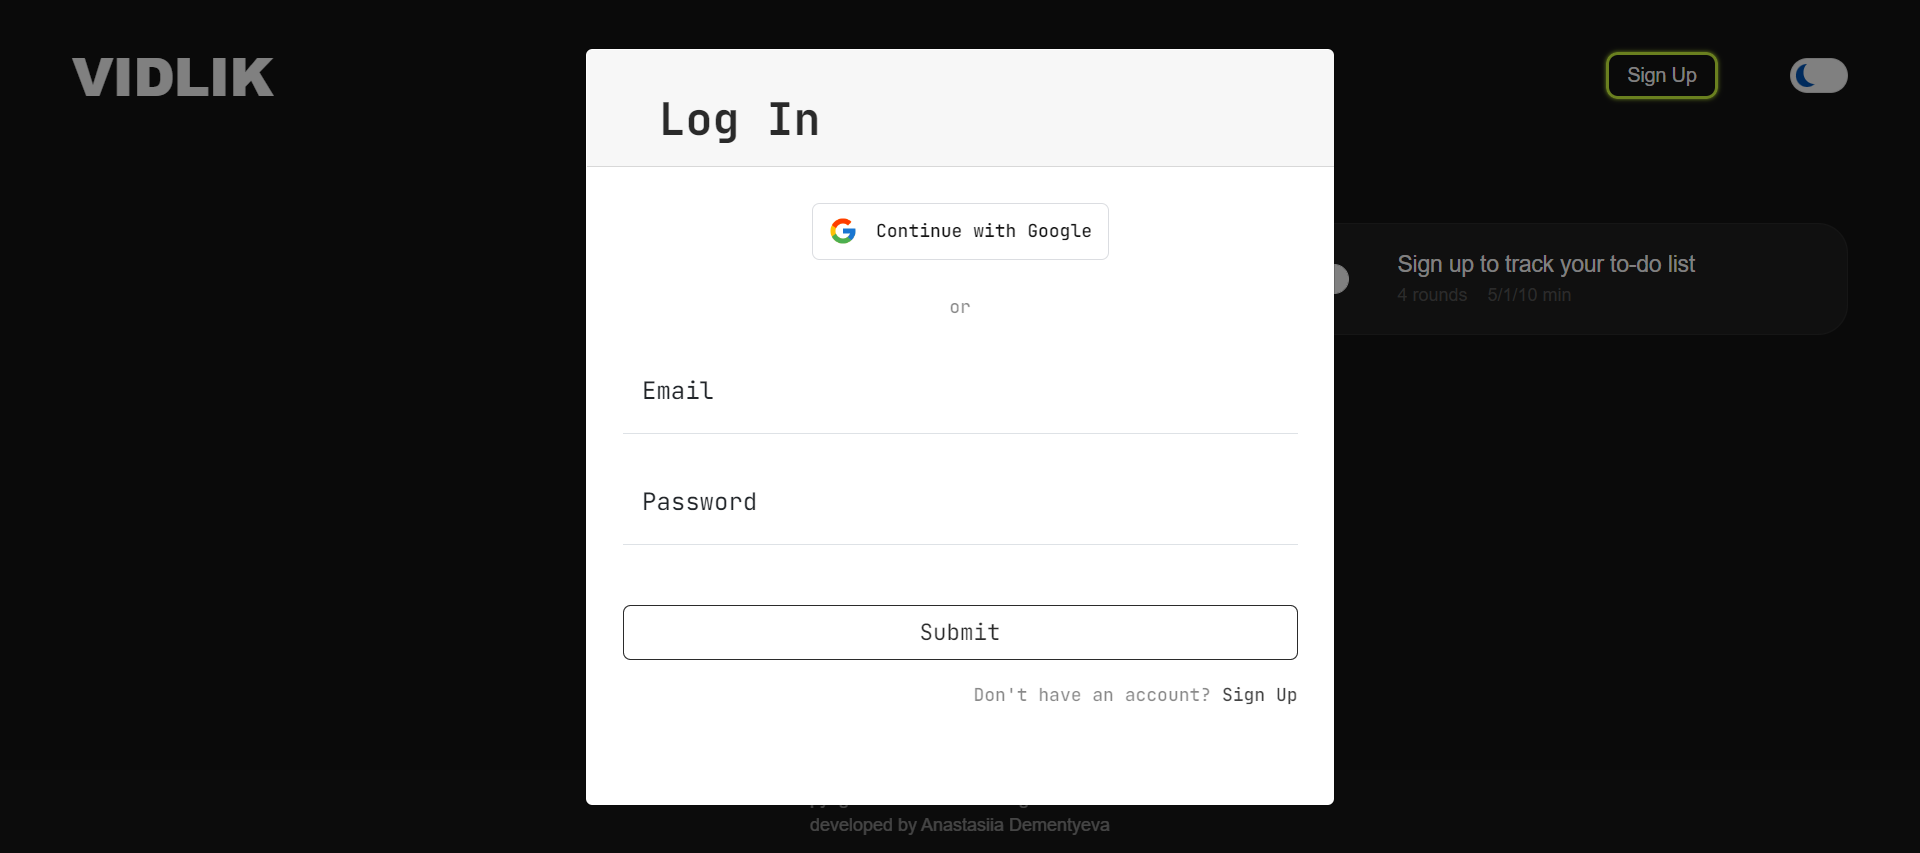 VIDLIK
Sign Up
Log In
Continue with Google
or
Email
Password
Submit
Don't have an account? Sign Up
Sign up to track your to-do list
4 rounds 5/1/10 min
developed by Anastasiia Dementyeva